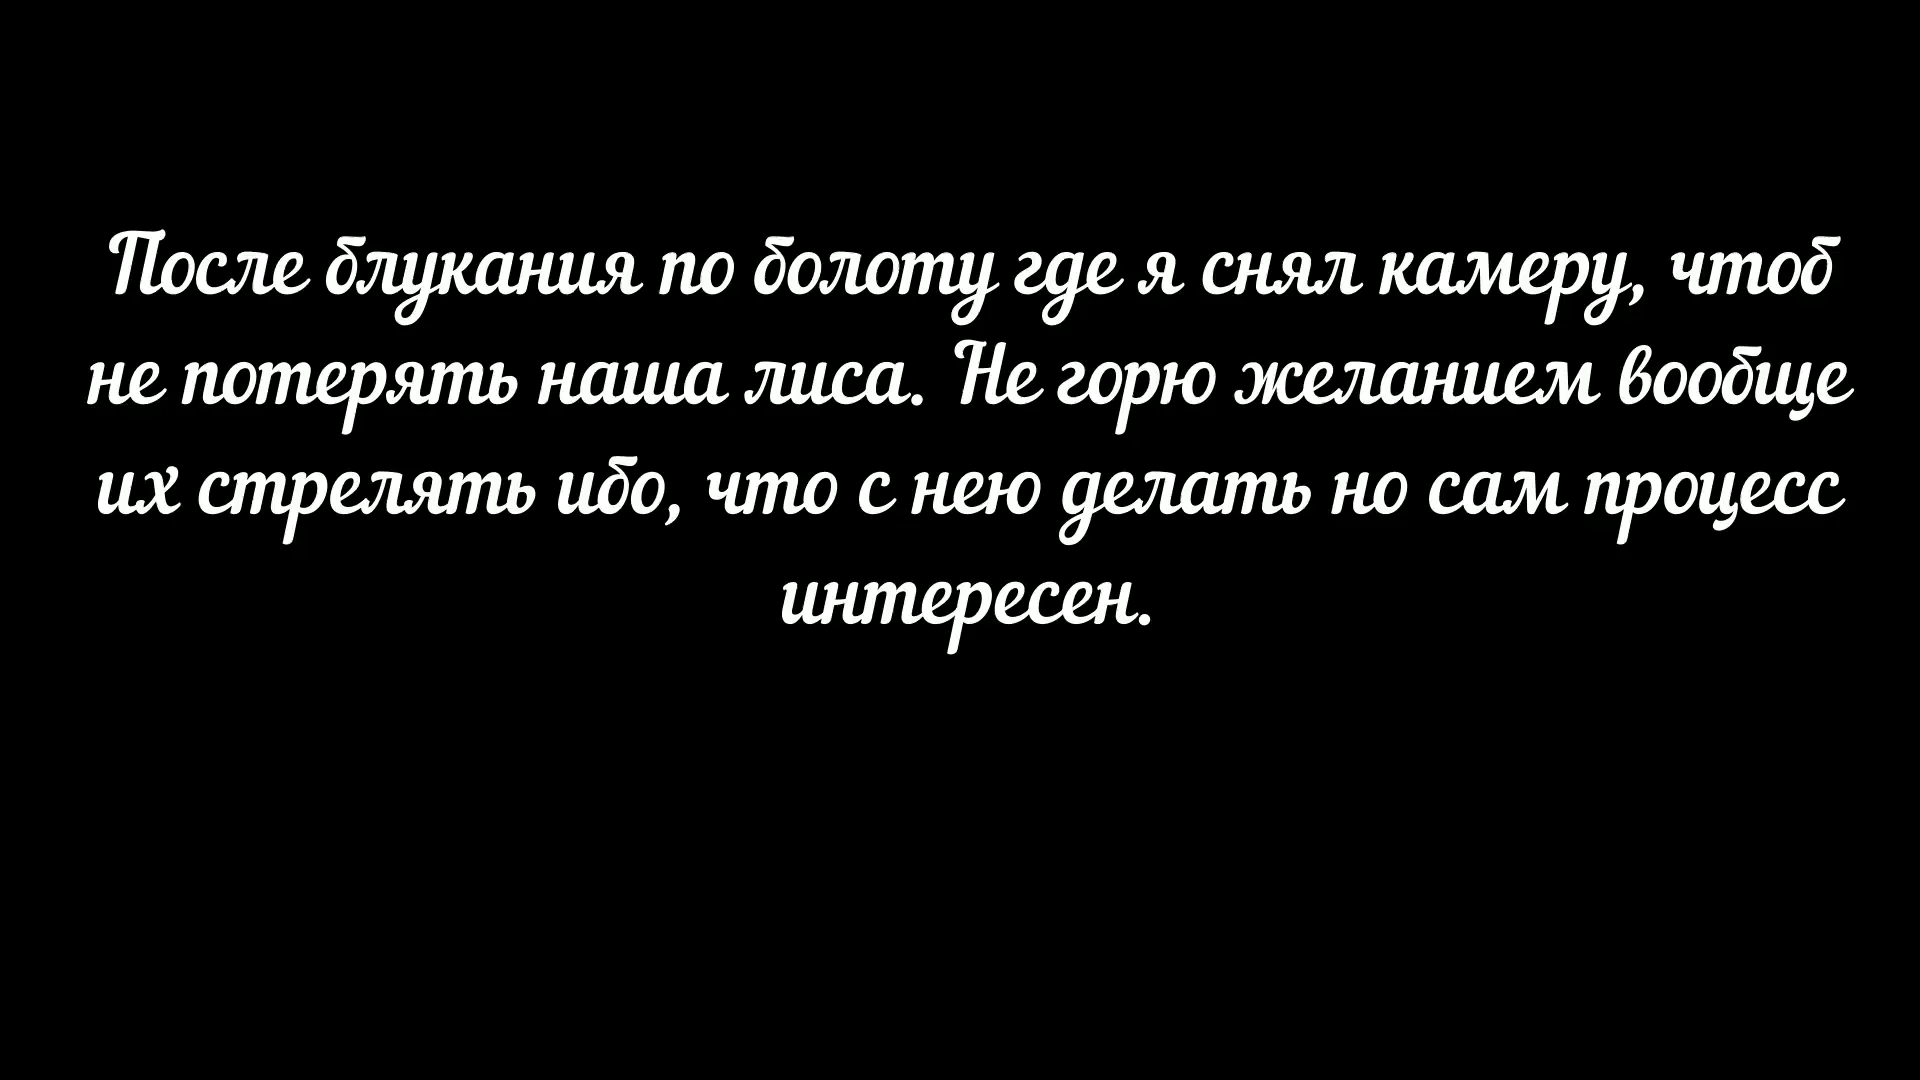 После блукания по болоту где я снял камеру, чтоб
не потерять наша лиса. Не горю желанием вообще
их стрелять ибо, что с нею делать но сам процесс
интересен.